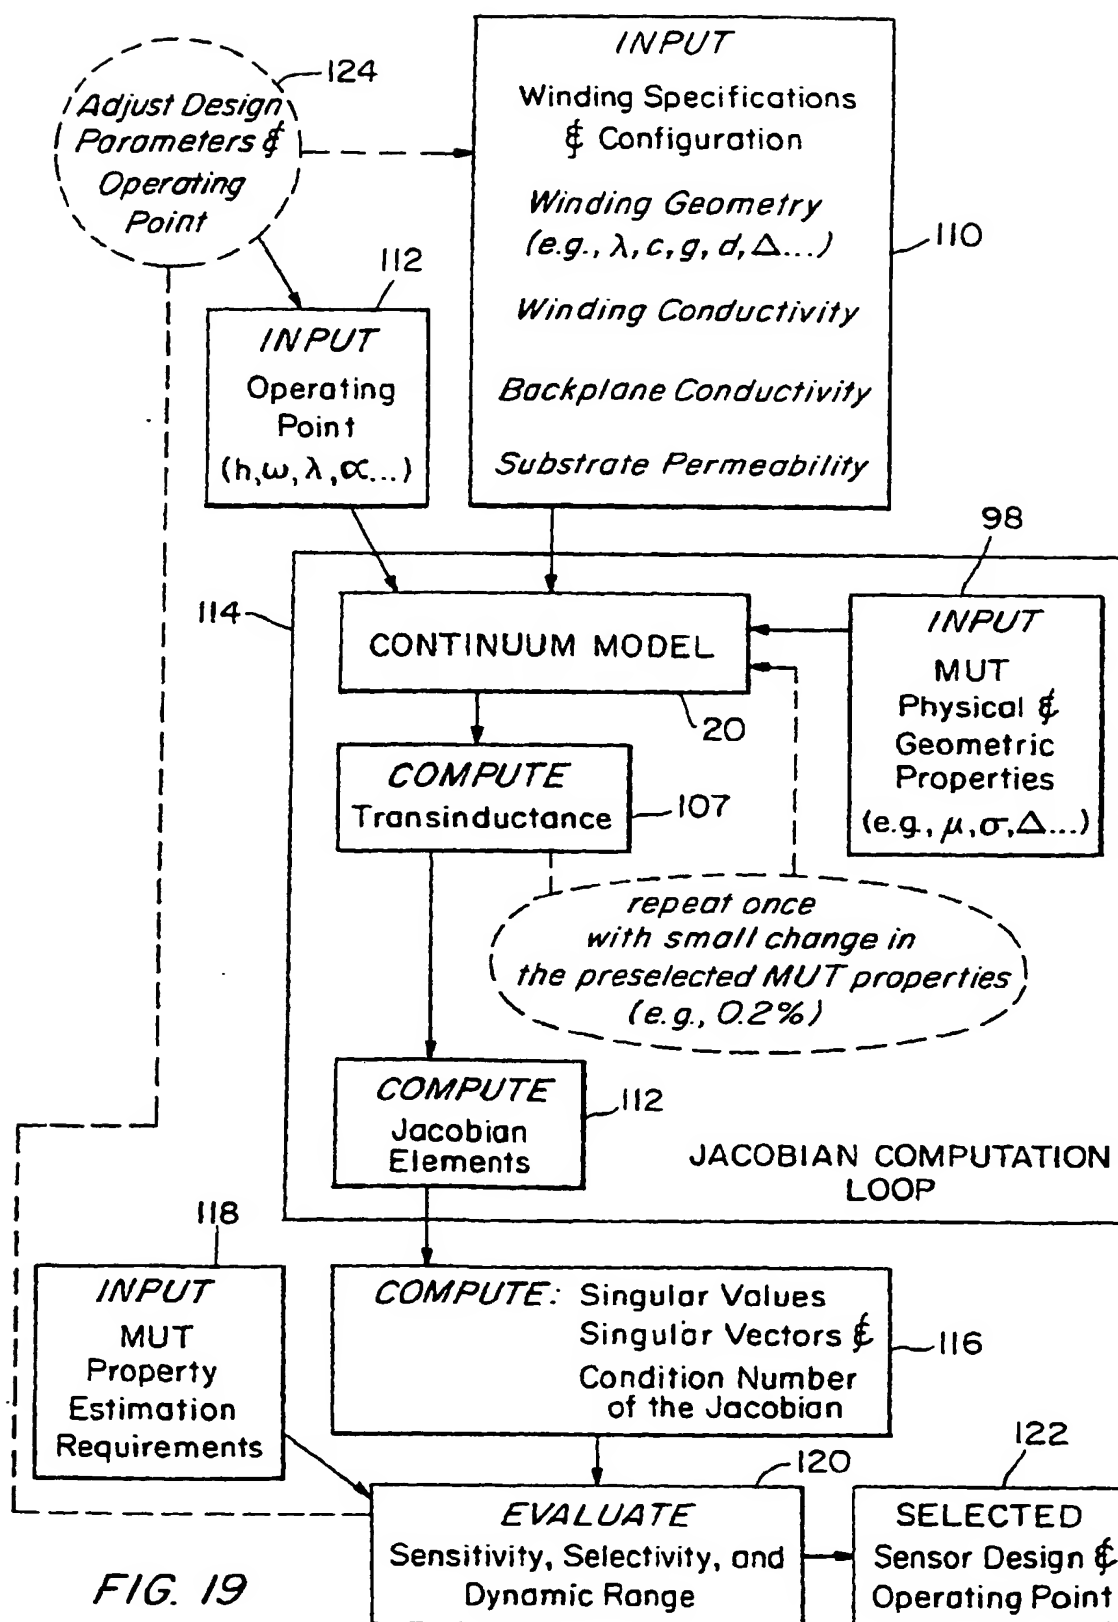 124
Adjust Design
Parameters &
Operating
Point
INPUT
Winding Specifications
& Configuration
Winding Geometry
(e.g., λ, c, g, d, Δ...)
Winding Conductivity
Backplane Conductivity
Substrate Permeability
110
112
INPUT
Operating
Point
(h, ω, λ, α...)
98
INPUT
MUT
Physical &
Geometric
Properties
(e.g., μ, σ, Δ...)
114
CONTINUUM MODEL
20
COMPUTE
Transinductance
107
repeat once
with small change in
the preselected MUT properties
(e.g., 0.2%)
COMPUTE
Jacobian
Elements
112
JACOBIAN COMPUTATION
LOOP
118
INPUT
MUT
Property
Estimation
Requirements
COMPUTE: Singular Values
Singular Vectors &
Condition Number
of the Jacobian
116
120
EVALUATE
Sensitivity, Selectivity, and
Dynamic Range
122
SELECTED
Sensor Design &
Operating Point
FIG. 19